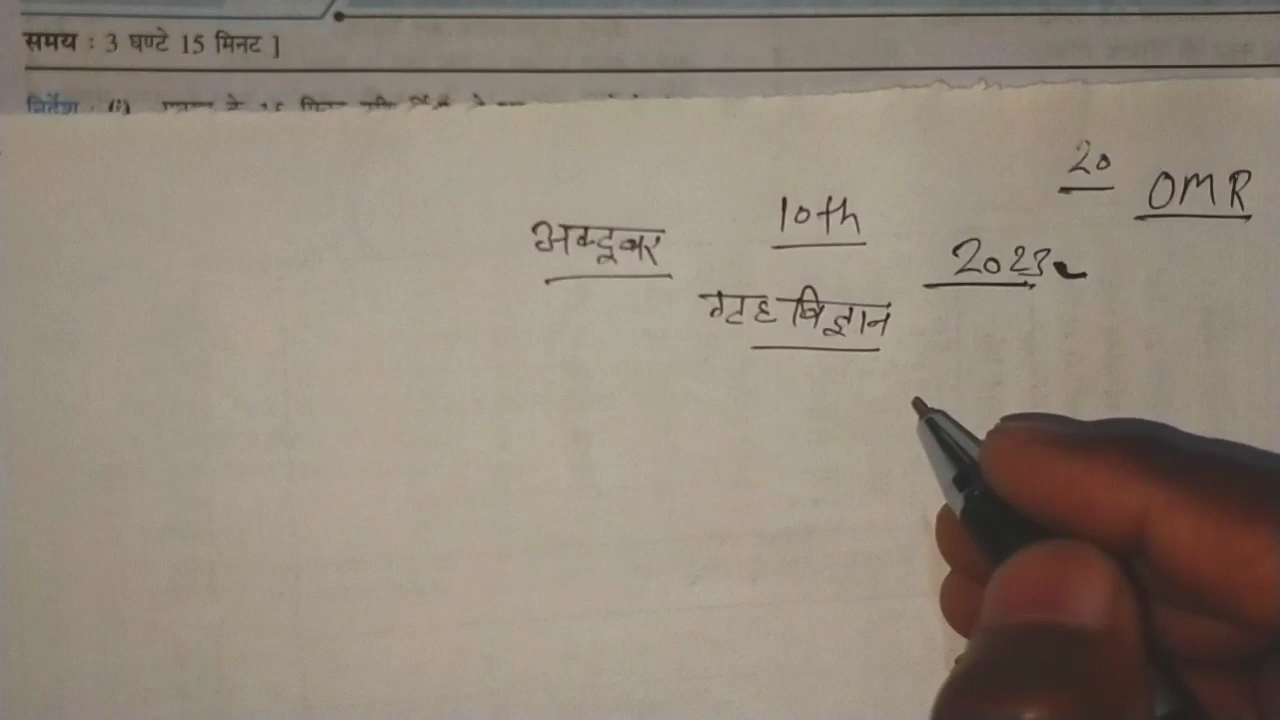 समय : 3 घण्टे 15 मिनट ]
निर्देश : (i)
20 OMR
अक्टूबर 10th 2023
गृह विज्ञान